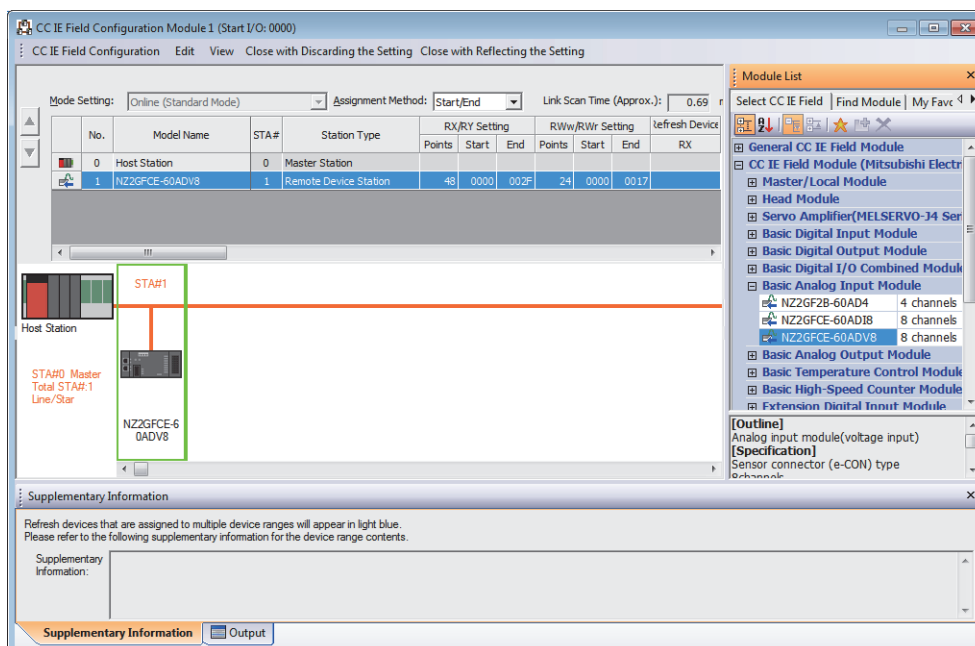 CC IE Field Configuration Module 1 (Start I/O: 0000)
CC IE Field Configuration Edit View Close with Discarding the Setting Close with Reflecting the Setting
Mode Setting: Online (Standard Mode) Assignment Method: Start/End Link Scan Time (Approx.): 0.69
No. Model Name STA# Station Type RX/RY Setting RWw/RWr Setting Refresh Device
Points Start End Points Start End RX
0 Host Station 0 Master Station
1 NZ2GFCE-60ADV8 1 Remote Device Station 48 0000 002F 24 0000 0017
STA#1
Host Station
STA#0 Master
Total STA#:1
Line/Star
NZ2GFCE-6
0ADV8
Module List
Select CC IE Field Find Module My Favo
General CC IE Field Module
CC IE Field Module (Mitsubishi Electr
Master/Local Module
Head Module
Servo Amplifier(MELSERVO-J4 Ser
Basic Digital Input Module
Basic Digital Output Module
Basic Digital I/O Combined Module
Basic Analog Input Module
NZ2GF2B-60AD4 4 channels
NZ2GFCE-60ADI8 8 channels
NZ2GFCE-60ADV8 8 channels
Basic Analog Output Module
Basic Temperature Control Module
Basic High-Speed Counter Module
Extension Digital Input Module
[Outline]
Analog input module(voltage input)
[Specification]
Sensor connector (e-CON) type
8channels
Supplementary Information
Refresh devices that are assigned to multiple device ranges will appear in light blue.
Please refer to the following supplementary information for the device range contents.
Supplementary
Information:
Supplementary Information Output